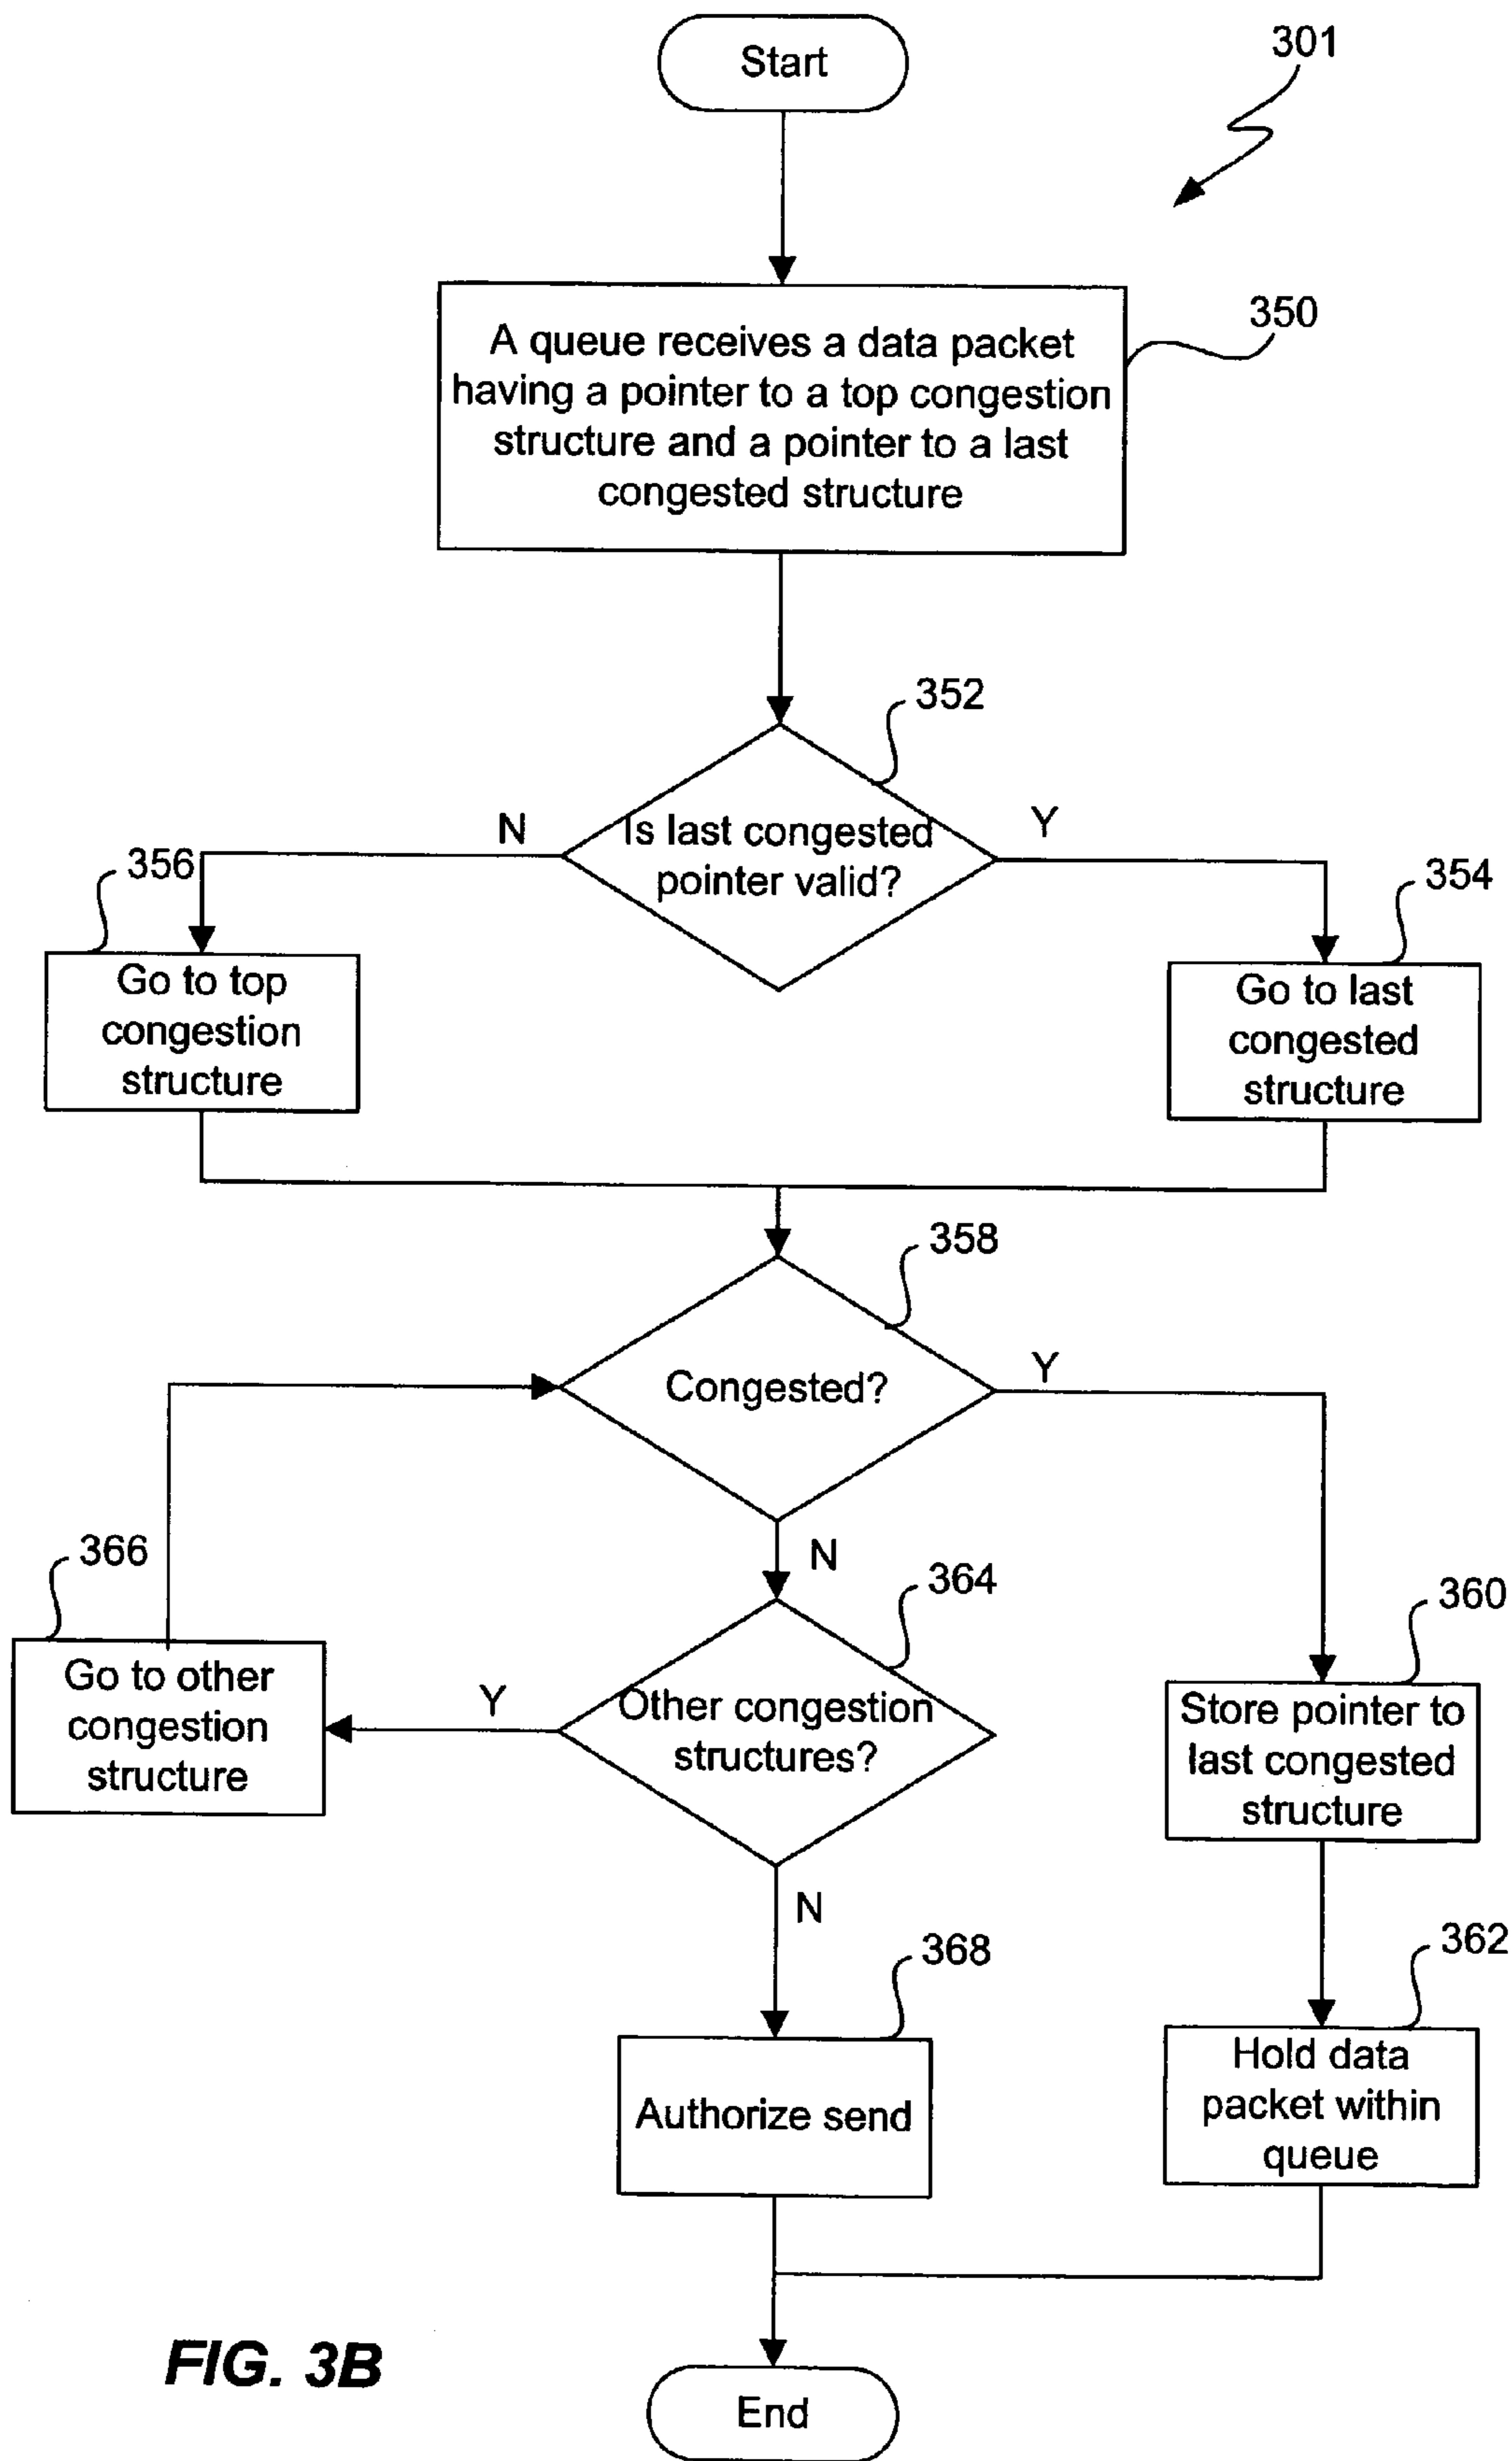 Start
301
A queue receives a data packet
having a pointer to a top congestion
structure and a pointer to a last
congested structure
350
352
Is last congested
pointer valid?
N
Y
356
354
Go to top
congestion
structure
Go to last
congested
structure
358
Congested?
Y
N
366
364
360
Go to other
congestion
structure
Y
Other congestion
structures?
Store pointer to
last congested
structure
N
368
362
Authorize send
Hold data
packet within
queue
FIG. 3B
End